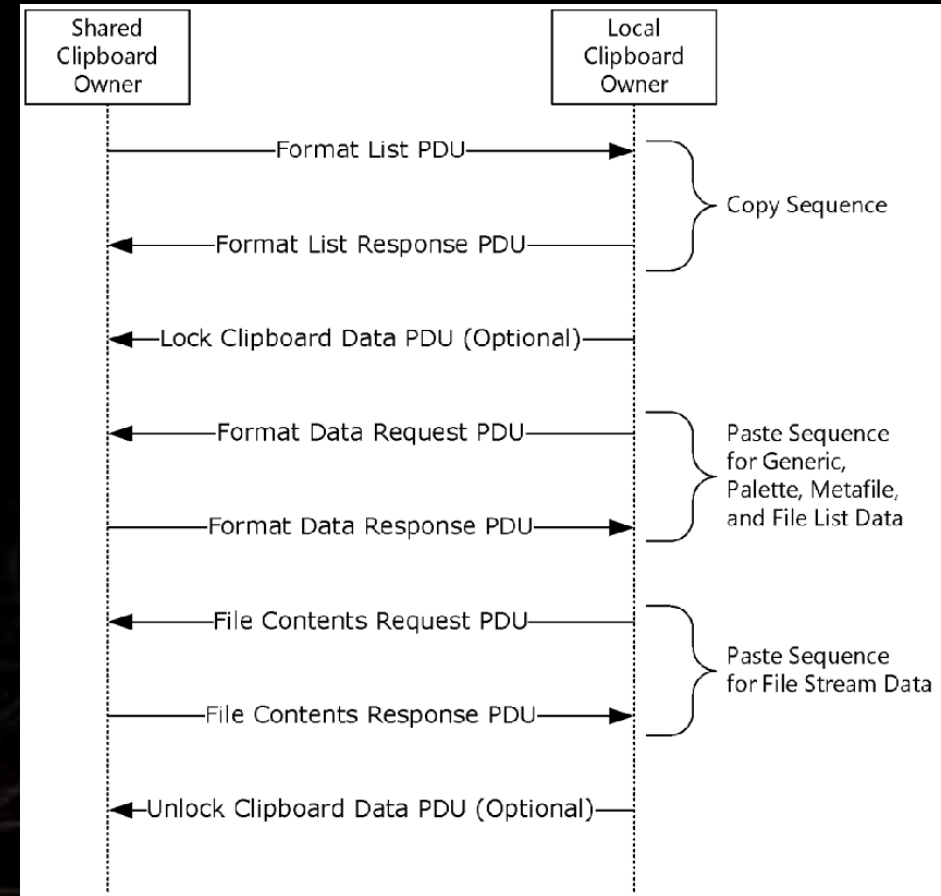 Shared
Clipboard
Owner
Local
Clipboard
Owner
Format List PDU
Copy Sequence
Format List Response PDU
Lock Clipboard Data PDU (Optional)
Format Data Request PDU
Paste Sequence
for Generic,
Palette, Metafile,
and File List Data
Format Data Response PDU
File Contents Request PDU
Paste Sequence
for File Stream Data
File Contents Response PDU
Unlock Clipboard Data PDU (Optional)